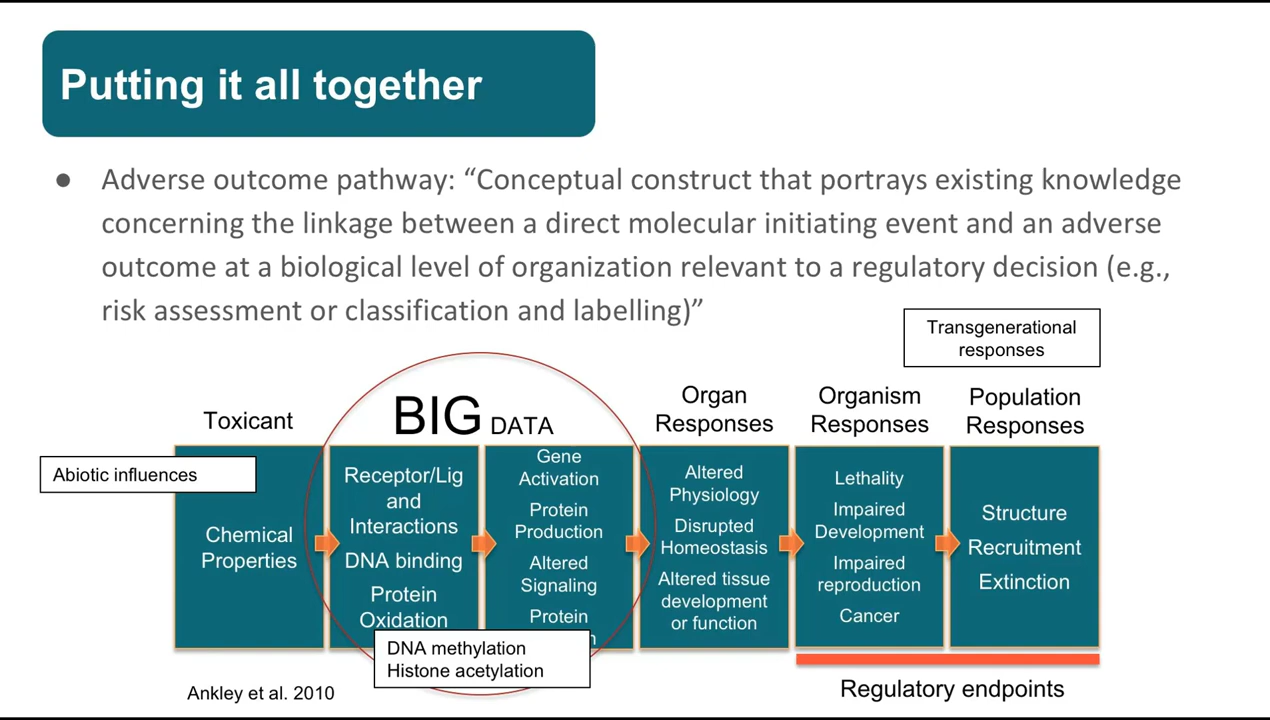 Putting it all together
● Adverse outcome pathway: “Conceptual construct that portrays existing knowledge
concerning the linkage between a direct molecular initiating event and an adverse
outcome at a biological level of organization relevant to a regulatory decision (e.g.,
risk assessment or classification and labelling)”
Transgenerational
responses
Toxicant
BIG DATA
Organ
Responses
Organism
Responses
Population
Responses
Abiotic influences
Chemical
Properties
Receptor/Lig
and
Interactions
DNA binding
Protein
Oxidation
Gene
Activation
Protein
Production
Altered
Signaling
Protein
DNA methylation
Histone acetylation
Altered
Physiology
Disrupted
Homeostasis
Altered tissue
development
or function
Lethality
Impaired
Development
Impaired
reproduction
Cancer
Structure
Recruitment
Extinction
Ankley et al. 2010
Regulatory endpoints